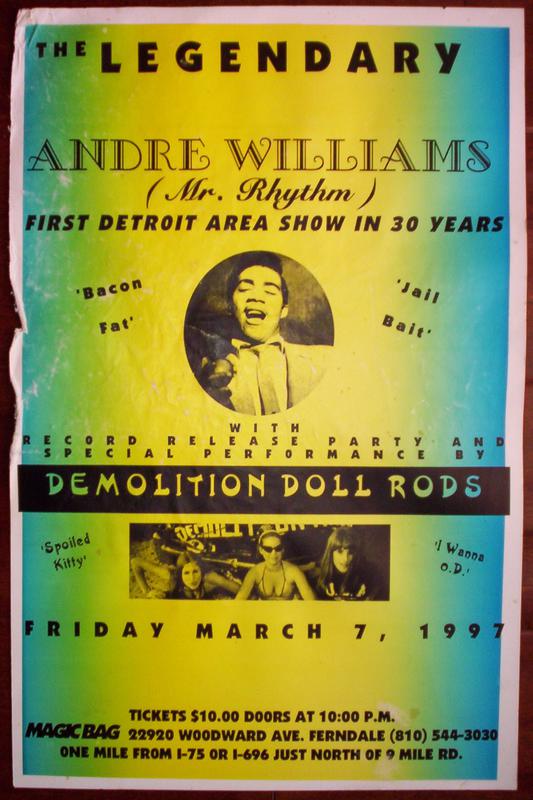 THE LEGENDARY
ANDRE WILLIAMS
(Mr. Rhythm)
FIRST DETROIT AREA SHOW IN 30 YEARS
'Bacon
Fat'
'Jail
Bait'
WITH
RECORD RELEASE PARTY AND
SPECIAL PERFORMANCE BY
DEMOLITION DOLL RODS
'Spoiled
Kitty'
'I Wanna
O.D.'
FRIDAY MARCH 7, 1997
TICKETS $10.00 DOORS AT 10:00 P.M.
MAGIC BAG 22920 WOODWARD AVE. FERNDALE (810) 544-3030
ONE MILE FROM I-75 OR I-696 JUST NORTH OF 9 MILE RD.